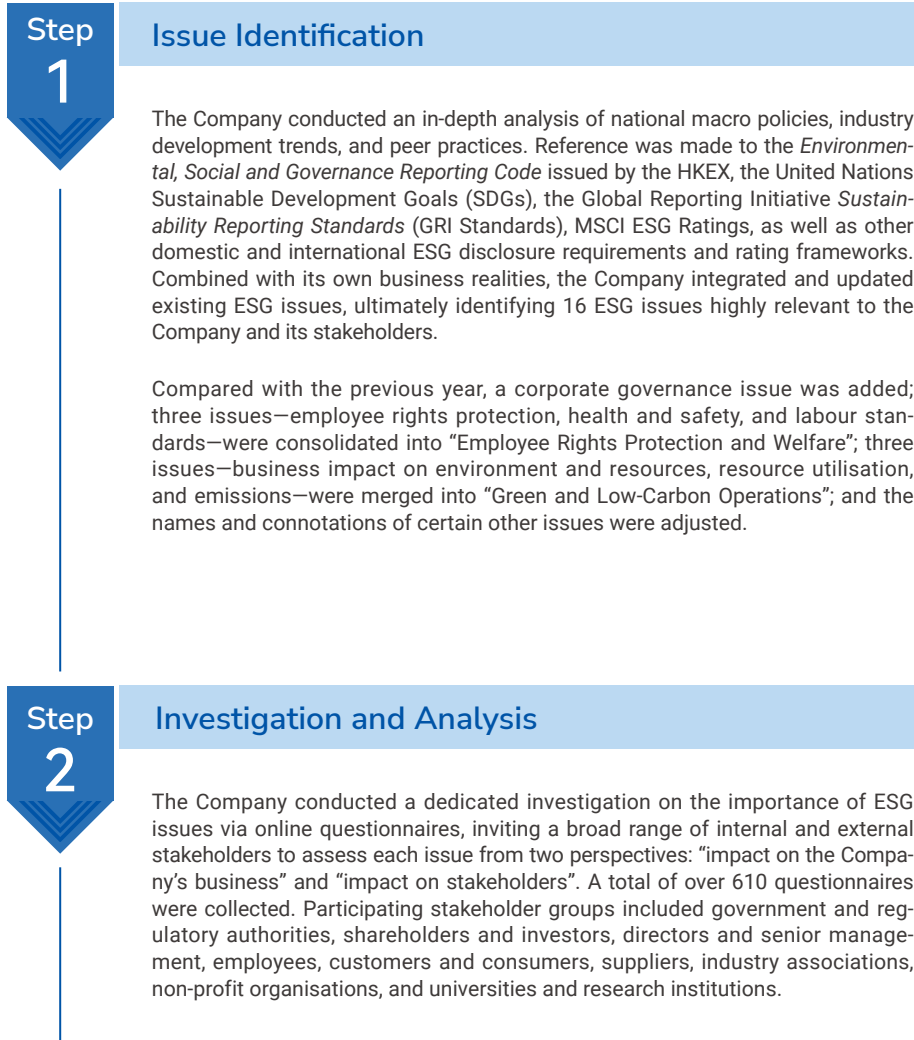 Step
1
Issue Identification
The Company conducted an in-depth analysis of national macro policies, industry
development trends, and peer practices. Reference was made to the Environmen-
tal, Social and Governance Reporting Code issued by the HKEX, the United Nations
Sustainable Development Goals (SDGs), the Global Reporting Initiative Sustain-
ability Reporting Standards (GRI Standards), MSCI ESG Ratings, as well as other
domestic and international ESG disclosure requirements and rating frameworks.
Combined with its own business realities, the Company integrated and updated
existing ESG issues, ultimately identifying 16 ESG issues highly relevant to the
Company and its stakeholders.
Compared with the previous year, a corporate governance issue was added;
three issues—employee rights protection, health and safety, and labour stan-
dards—were consolidated into “Employee Rights Protection and Welfare”; three
issues—business impact on environment and resources, resource utilisation,
and emissions—were merged into “Green and Low-Carbon Operations”; and the
names and connotations of certain other issues were adjusted.
Step
2
Investigation and Analysis
The Company conducted a dedicated investigation on the importance of ESG
issues via online questionnaires, inviting a broad range of internal and external
stakeholders to assess each issue from two perspectives: “impact on the Compa-
ny’s business” and “impact on stakeholders”. A total of over 610 questionnaires
were collected. Participating stakeholder groups included government and reg-
ulatory authorities, shareholders and investors, directors and senior manage-
ment, employees, customers and consumers, suppliers, industry associations,
non-profit organisations, and universities and research institutions.